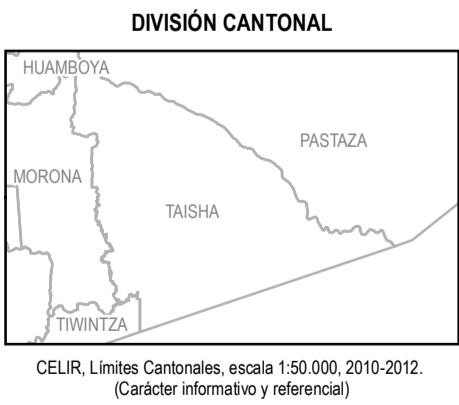 DIVISIÓN CANTONAL
HUAMBOYA
PASTAZA
MORONA
TAISHA
TIWINTZA
CELIR, Límites Cantonales, escala 1:50.000, 2010-2012.
(Carácter informativo y referencial)